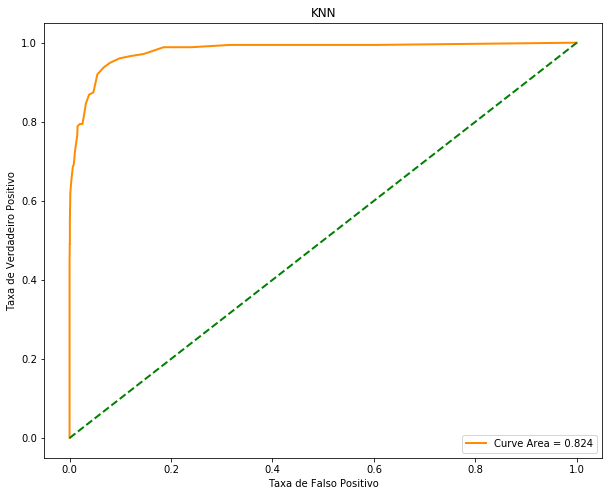 KNN
1.0
0.8
0.6
0.4
0.2
0.0
Taxa de Verdadeiro Positivo
Curve Area = 0.824
0.0 0.2 0.4 0.6 0.8 1.0
Taxa de Falso Positivo